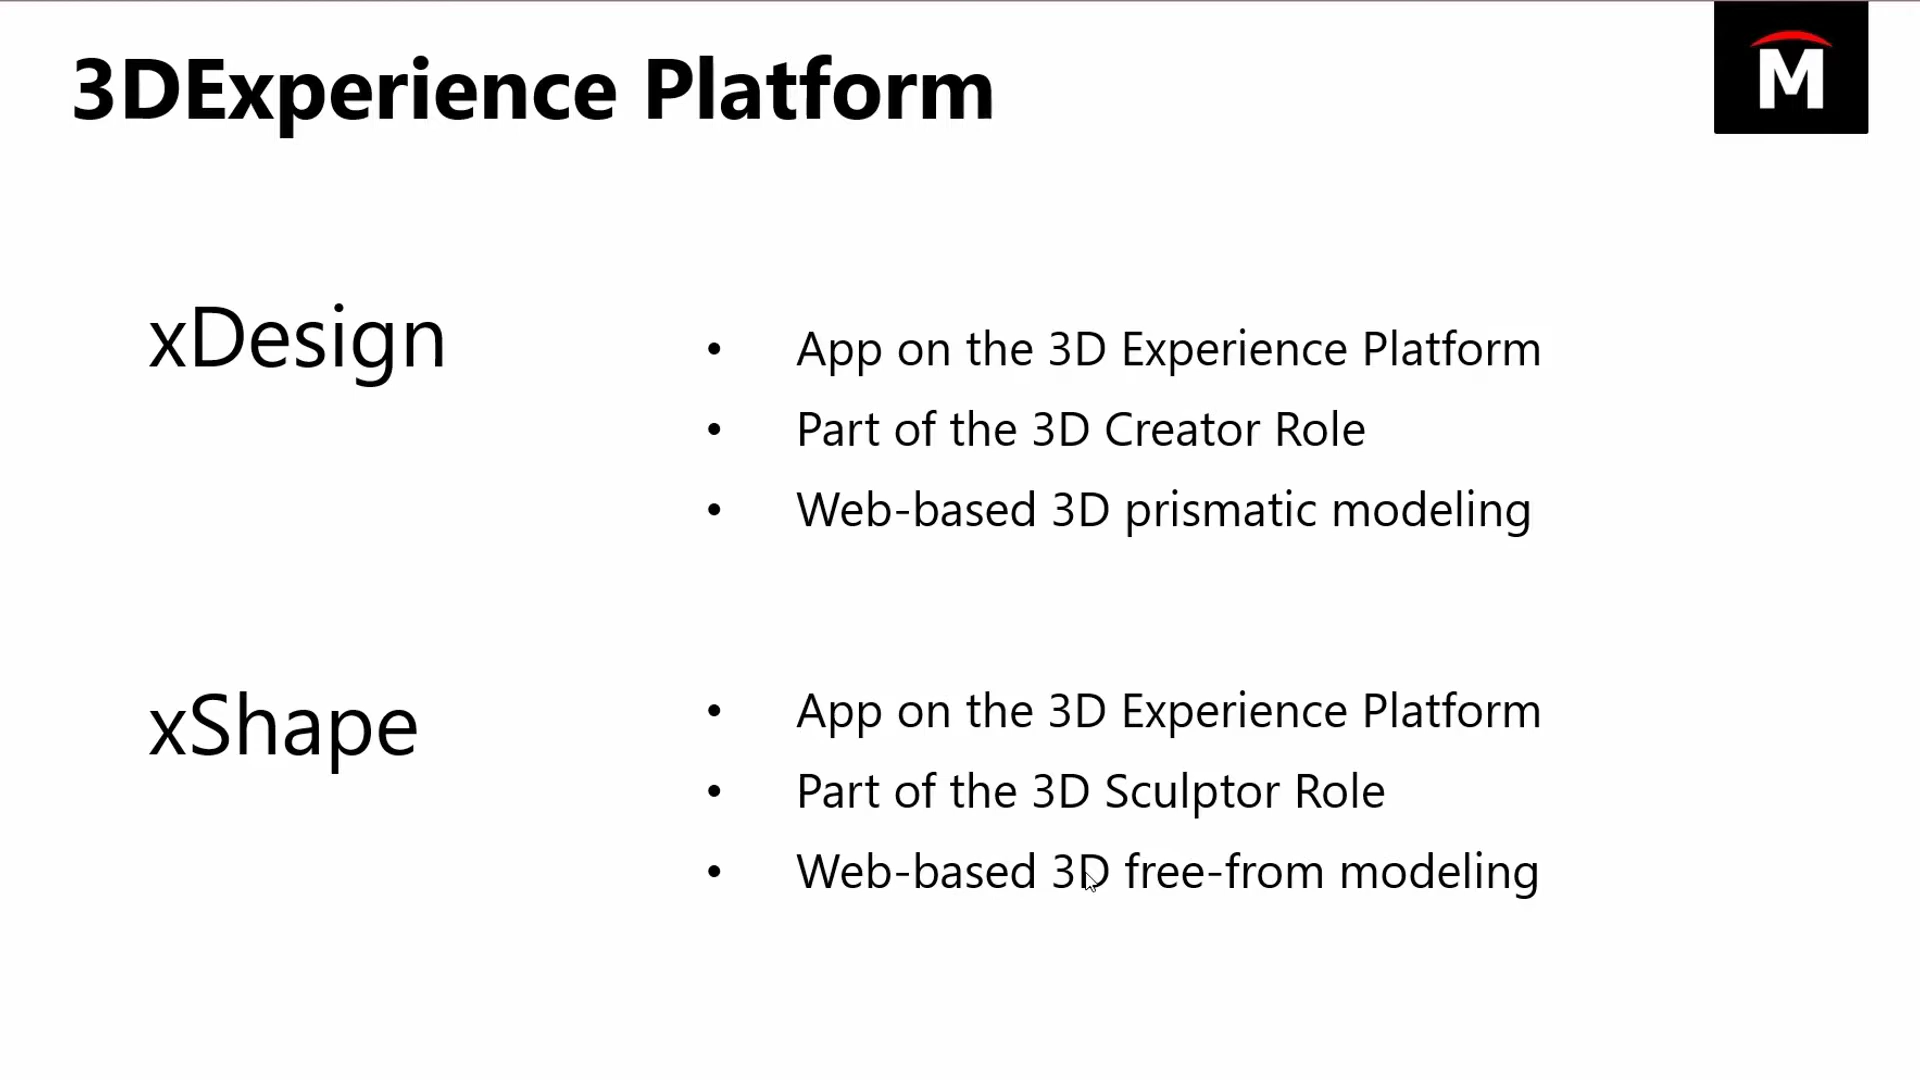 3DExperience Platform
M
xDesign
• App on the 3D Experience Platform
• Part of the 3D Creator Role
• Web-based 3D prismatic modeling
xShape
• App on the 3D Experience Platform
• Part of the 3D Sculptor Role
• Web-based 3D free-from modeling